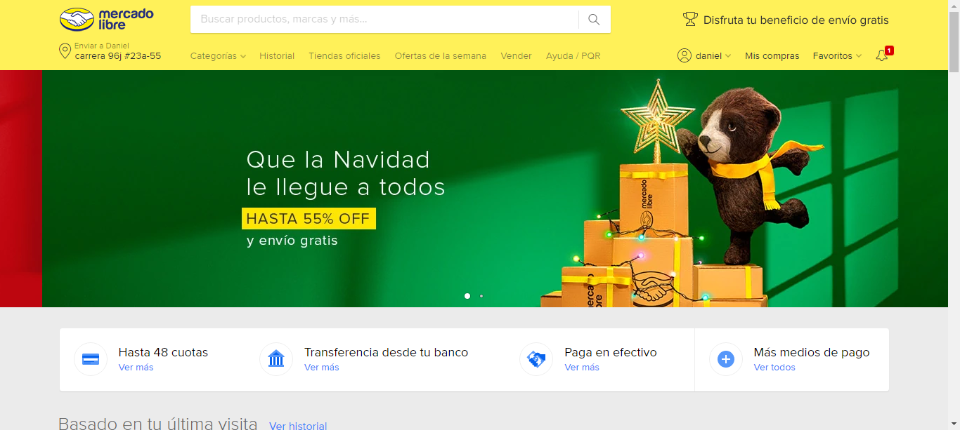 mercado
libre
Buscar productos, marcas y más...
Disfruta tu beneficio de envío gratis
Enviar a Daniel
carrera 96j #23a-55
Categorías
Historial
Tiendas oficiales
Ofertas de la semana
Vender
Ayuda / PQR
daniel
Mis compras
Favoritos
1
Que la Navidad
le llegue a todos
HASTA 55% OFF
y envío gratis
mercado
libre
mercado
libre
Hasta 48 cuotas
Ver más
Transferencia desde tu banco
Ver más
Paga en efectivo
Ver más
Más medios de pago
Ver todos
Basado en tu última visita
Ver historial